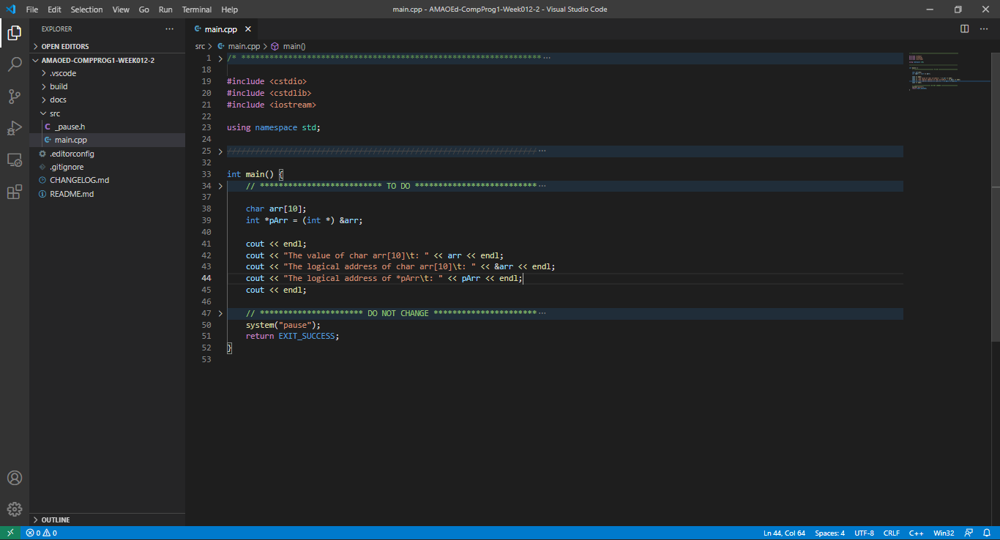 File Edit Selection View Go Run Terminal Help main.cpp - AMAOEd-CompProg1-Week012-2 - Visual Studio Code
EXPLORER
OPEN EDITORS
AMAOED-COMPPROG1-WEEK012-2
.vscode
build
docs
src
_pause.h
main.cpp
.editorconfig
.gitignore
CHANGELOG.md
README.md
OUTLINE
main.cpp
src > main.cpp > main()
1 /* ****************************************************************
18
19 #include <cstdio>
20 #include <cstdlib>
21 #include <iostream>
22
23 using namespace std;
24
25 //////////////////////////////////////////////////////////////////
32
33 int main() {
34 // ************************** TO DO **************************
37
38 char arr[10];
39 int *pArr = (int *) &arr;
40
41 cout << endl;
42 cout << "The value of char arr[10]\t: " << arr << endl;
43 cout << "The logical address of char arr[10]\t: " << &arr << endl;
44 cout << "The logical address of *pArr\t: " << pArr << endl;
45 cout << endl;
46
47 // ********************** DO NOT CHANGE **********************
50 system("pause");
51 return EXIT_SUCCESS;
52 }
53
0 0 Ln 44, Col 64 Spaces: 4 UTF-8 CRLF C++ Win32